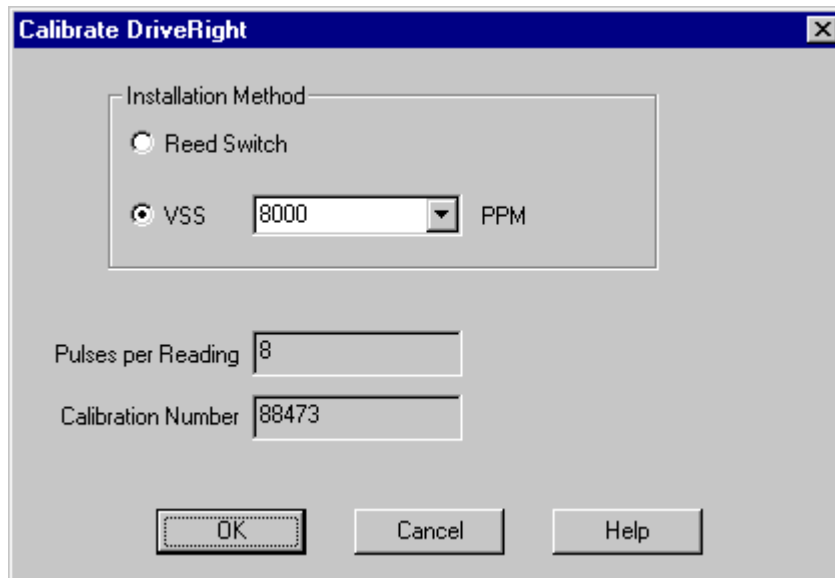 Calibrate DriveRight
Installation Method
Reed Switch
VSS 8000 PPM
Pulses per Reading 8
Calibration Number 88473
OK Cancel Help